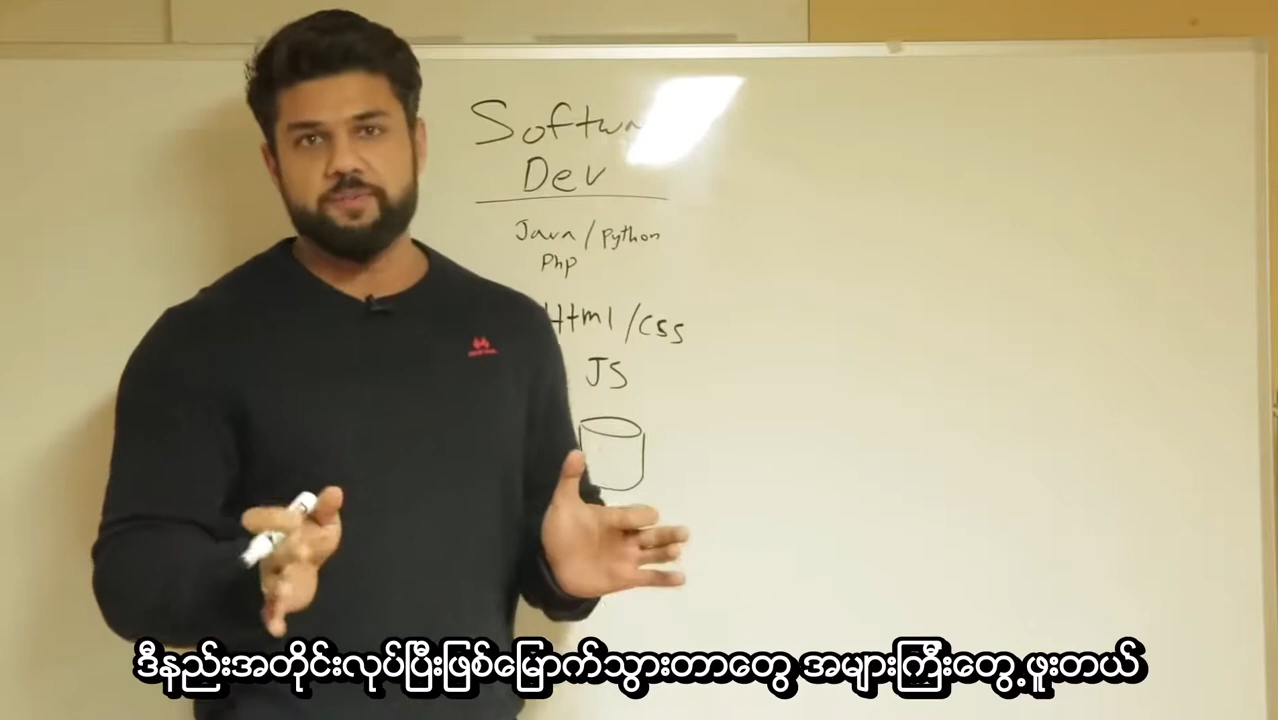 Softwa
Dev
Java / Python
Php
Html / CSS
JS
ဒီနည်းအတိုင်းလုပ်ပြီးဖြစ်မြောက်သွားတာတွေ အများကြီးတွေ့ဖူးတယ်